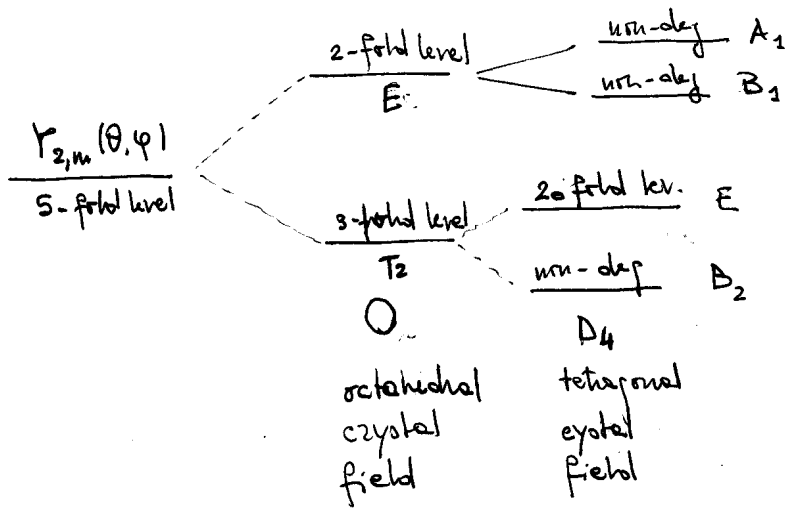 2-fold level
E
non-deg A1
non-deg B1
Y2,m (θ,φ)
5-fold level
3-fold level
T2
2-fold lev. E
non-deg B2
O
D4
octahedral
crystal
field
tetragonal
cystal
field